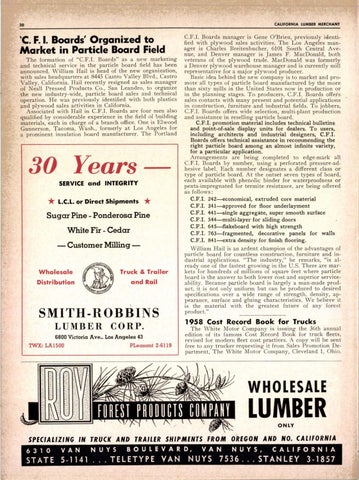 20
CALIFORNIA LUMBER MERCHANT
'C. F. I. Boards' Organized to
Market in Particle Board Field
The formation of "C.F.I. Boards" as a new marketing
and technical service in the particle board field has been
announced. William Hail is head of the new organization,
with sales headquarters at 8443 Castro Valley Blvd., Castro
Valley, California. Hail recently resigned as sales manager
of Neall Pressed Products Co., San Leandro, to organize
the new industry-wide, particle board sales and technical
operation. He was previously identified with both plastics
and plywood sales activities in California.
Associated with Hail in C.F.I. Boards are four men also
qualified by considerable experience in the field of building
materials, each in charge of a branch office. One is
Gunnerson, Tacoma, Wash., formerly at Los Angeles for
a prominent insulation board manufacturer. The Portland
C.F.I. Boards manager is Gene O'Brien, previously identi-
fied with plywood sales activities. The Los Angeles man-
ager is Charles Breitenbecher, 6001 South Central Ave-
nue, and Denver manager is James F. MacDonald, both
veterans of the plywood trade. MacDonald was formerly
a Denver plywood warehouse manager and is currently mill
representative for a major plywood producer.
Basic idea behind the new company is to market and pro-
mote all types of particle board manufactured by the more
than sixty mills in the United States now in production or
in the planning stages. To producers, C.F.I. Boards offers
sales contacts with many present and potential applications
in construction, furniture and industrial fields. To jobbers,
C.F.I. Boards offers wide selection, multi-plant production
and assistance in reselling particle board.
C.F.I. promotion material includes technical bulletins
and point-of-sale display units for dealers. To users,
including architects and industrial designers, C.F.I.
Boards offers technical assistance in recommending the
right particle board among an almost infinite variety,
for a particular application.
Arrangements are being completed to edge-mark all
C.F.I. Boards by number, using a perforated pressure-ad-
hesive label. Each number designates a different class or
type of particle board. At the outset seven types of board,
each available with phenolic binder for waterproofness or
penta-impregnated for termite resistance, are being offered
as follows:
C.F.I. 242—economical, extruded core material
C.F.I. 341—approved for floor underlayment
C.F.I. 441—single aggregate, super smooth surface
C.F.I. 544—multi-layer for sliding doors
C.F.I. 645—flakeboard with high strength
C.F.I. 763—fragmented, decorative panels for walls
C.F.I. 841—extra density for finish flooring.
William Hail is an ardent champion of the advantages of
particle board for countless construction, furniture and in-
dustrial applications. "The industry," he remarks, "is al-
ready one of the fastest growing in the U.S. There are mar-
kets for hundreds of millions of square feet where particle
board is the answer to both lower cost and superior service-
ability. Because particle board is largely a man-made prod-
uct, it is not only uniform, but can be produced to desired
specifications over a wide range of strength, density, ap-
pearance, surface and gluing characteristics. We believe it
is the material with the greatest future of any forest
product."
1958 Cost Record Book for Trucks
The White Motor Company is issuing the 36th annual
edition of its famous Cost Record Book for truck fleets,
revised for modern fleet cost practices. A copy will be sent
free to any trucker requesting it from Sales Promotion De-
partment, The White Motor Company, Cleveland 1, Ohio.
30 Years—
SERVICE and INTEGRITY
★ L.C.L. or Direct Shipments ★
Sugar Pine - Ponderosa Pine
White Fir - Cedar
— Customer Milling —
Wholesale
Distribution
Truck & Trailer
and Rail
SMITH-ROBBINS
LUMBER CORP.
6800 Victoria Ave., Los Angeles 43
TWX: LA1500
PLeasant 2-6119
ROY
FOREST PRODUCTS COMPANY
WHOLESALE
LUMBER
ONLY
SPECIALIZING IN TRUCK AND TRAILER SHIPMENTS FROM OREGON AND NO. CALIFORNIA
6310 VAN NUYS BOULEVARD, VAN NUYS, CALIFORNIA
STATE 5-1141 ... TELETYPE VAN NUYS 7536 ... STANLEY 3-1857